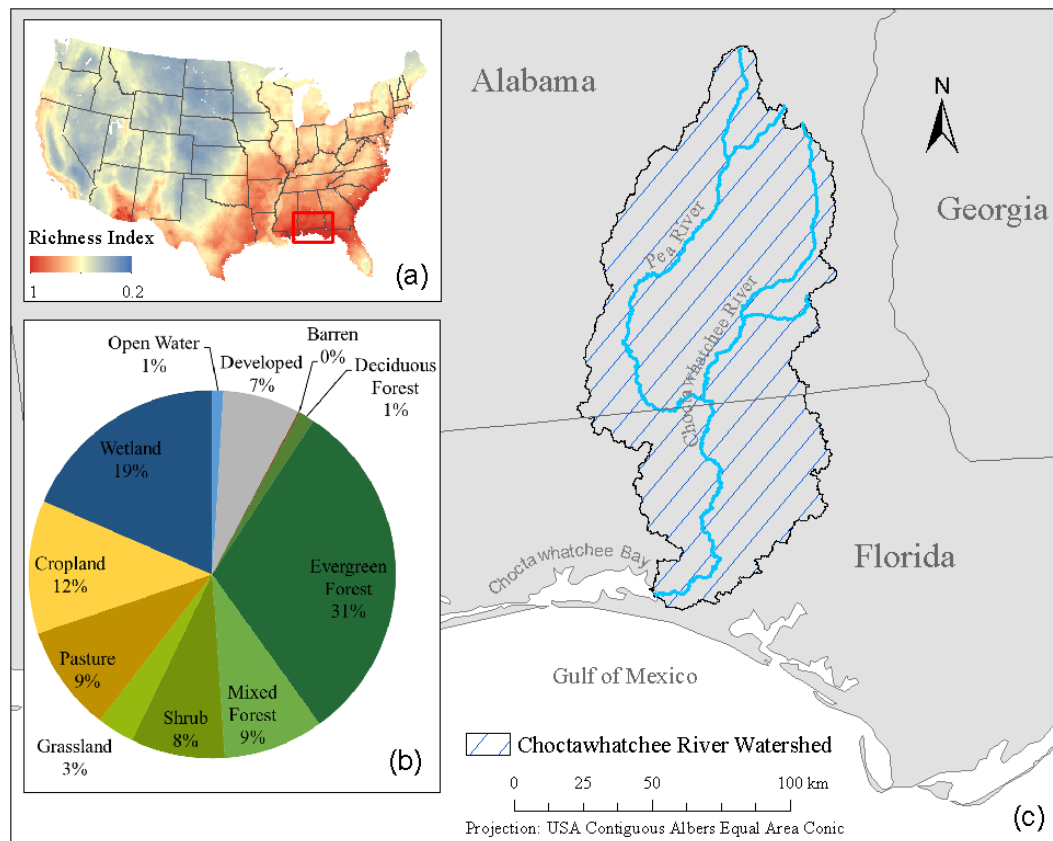 Richness Index
1
0.2
(a)
Open Water
1%
Developed
7%
Barren
0%
Deciduous
Forest
1%
Evergreen
Forest
31%
Mixed
Forest
9%
Shrub
8%
Grassland
3%
Pasture
9%
Cropland
12%
Wetland
19%
(b)
Alabama
N
Georgia
Pea River
Choctawhatchee River
Florida
Choctawhatchee Bay
Gulf of Mexico
Choctawhatchee River Watershed
0 25 50 100 km
Projection: USA Contiguous Albers Equal Area Conic
(c)